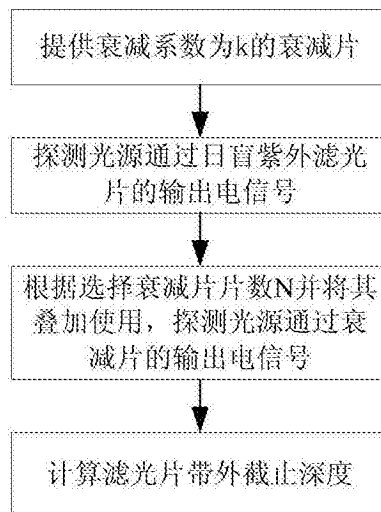 提供衰减系数为k的衰减片
探测光源通过日盲紫外滤光
片的输出电信号
根据选择衰减片片数N并将其
叠加使用，探测光源通过衰
减片的输出电信号
计算滤光片带外截止深度